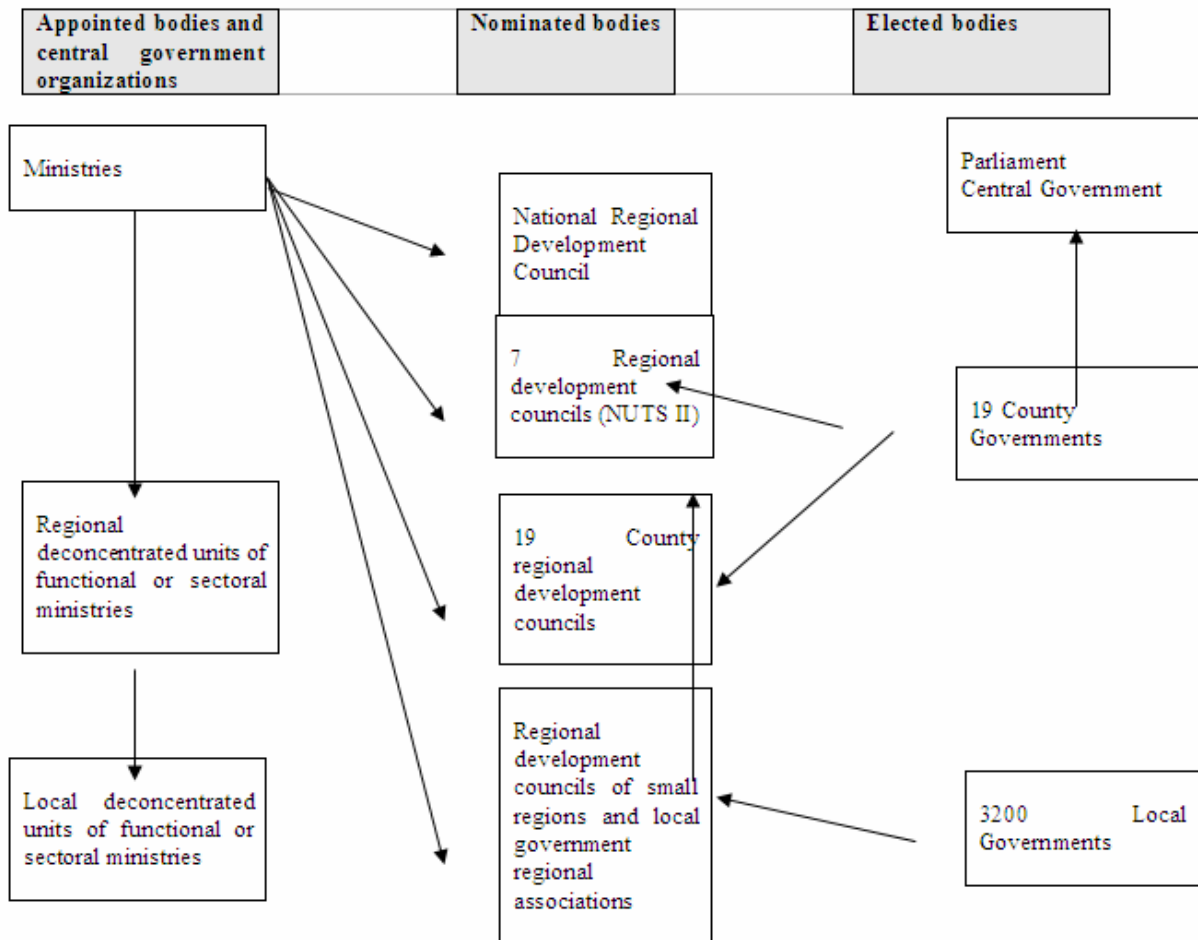 Appointed bodies and
central government
organizations
Nominated bodies
Elected bodies
Ministries
Parliament
Central Government
National Regional
Development
Council
7 Regional
development
councils (NUTS II)
19 County
Governments
Regional
deconcentrated units of
functional or sectoral
ministries
19 County
regional
development
councils
Local deconcentrated
units of functional or
sectoral ministries
Regional
development
councils of small
regions and local
government
regional
associations
3200 Local
Governments